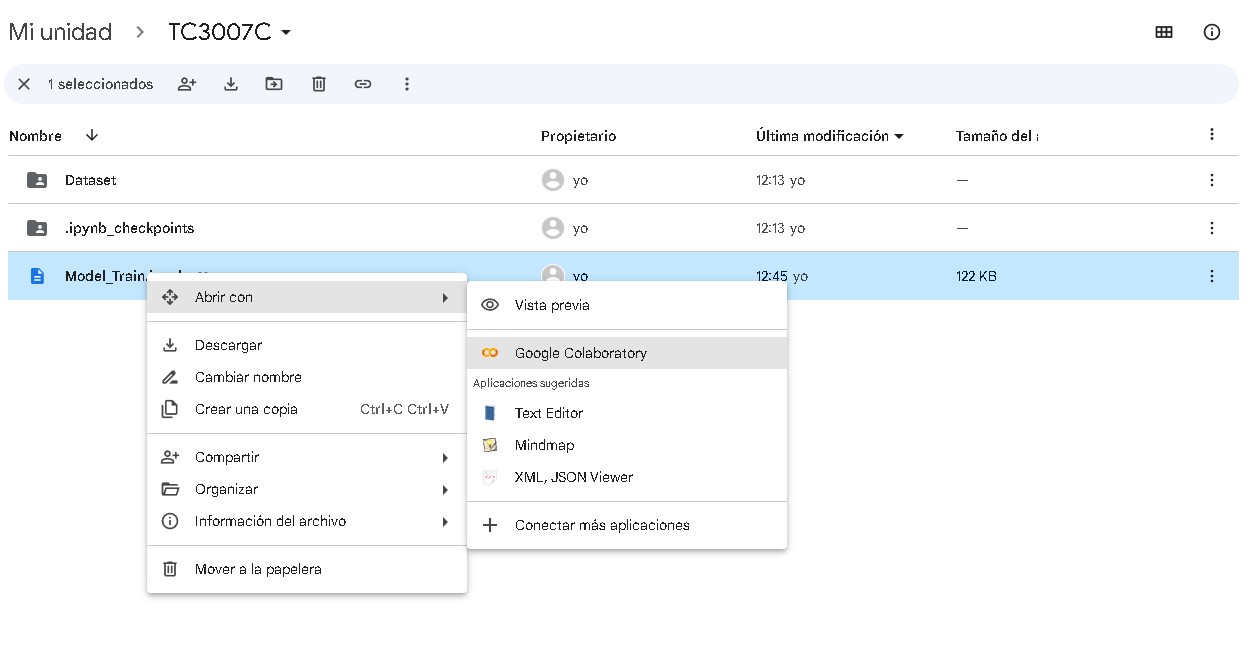 Mi unidad > TC3007C
1 seleccionados
Nombre Propietario Última modificación Tamaño del
Dataset yo 12:13 yo —
.ipynb_checkpoints yo 12:13 yo —
Model_Train. yo 12:45 yo 122 KB
Abrir con
Descargar
Cambiar nombre
Crear una copia Ctrl+C Ctrl+V
Compartir
Organizar
Información del archivo
Mover a la papelera
Vista previa
Google Colaboratory
Aplicaciones sugeridas
Text Editor
Mindmap
XML, JSON Viewer
Conectar más aplicaciones